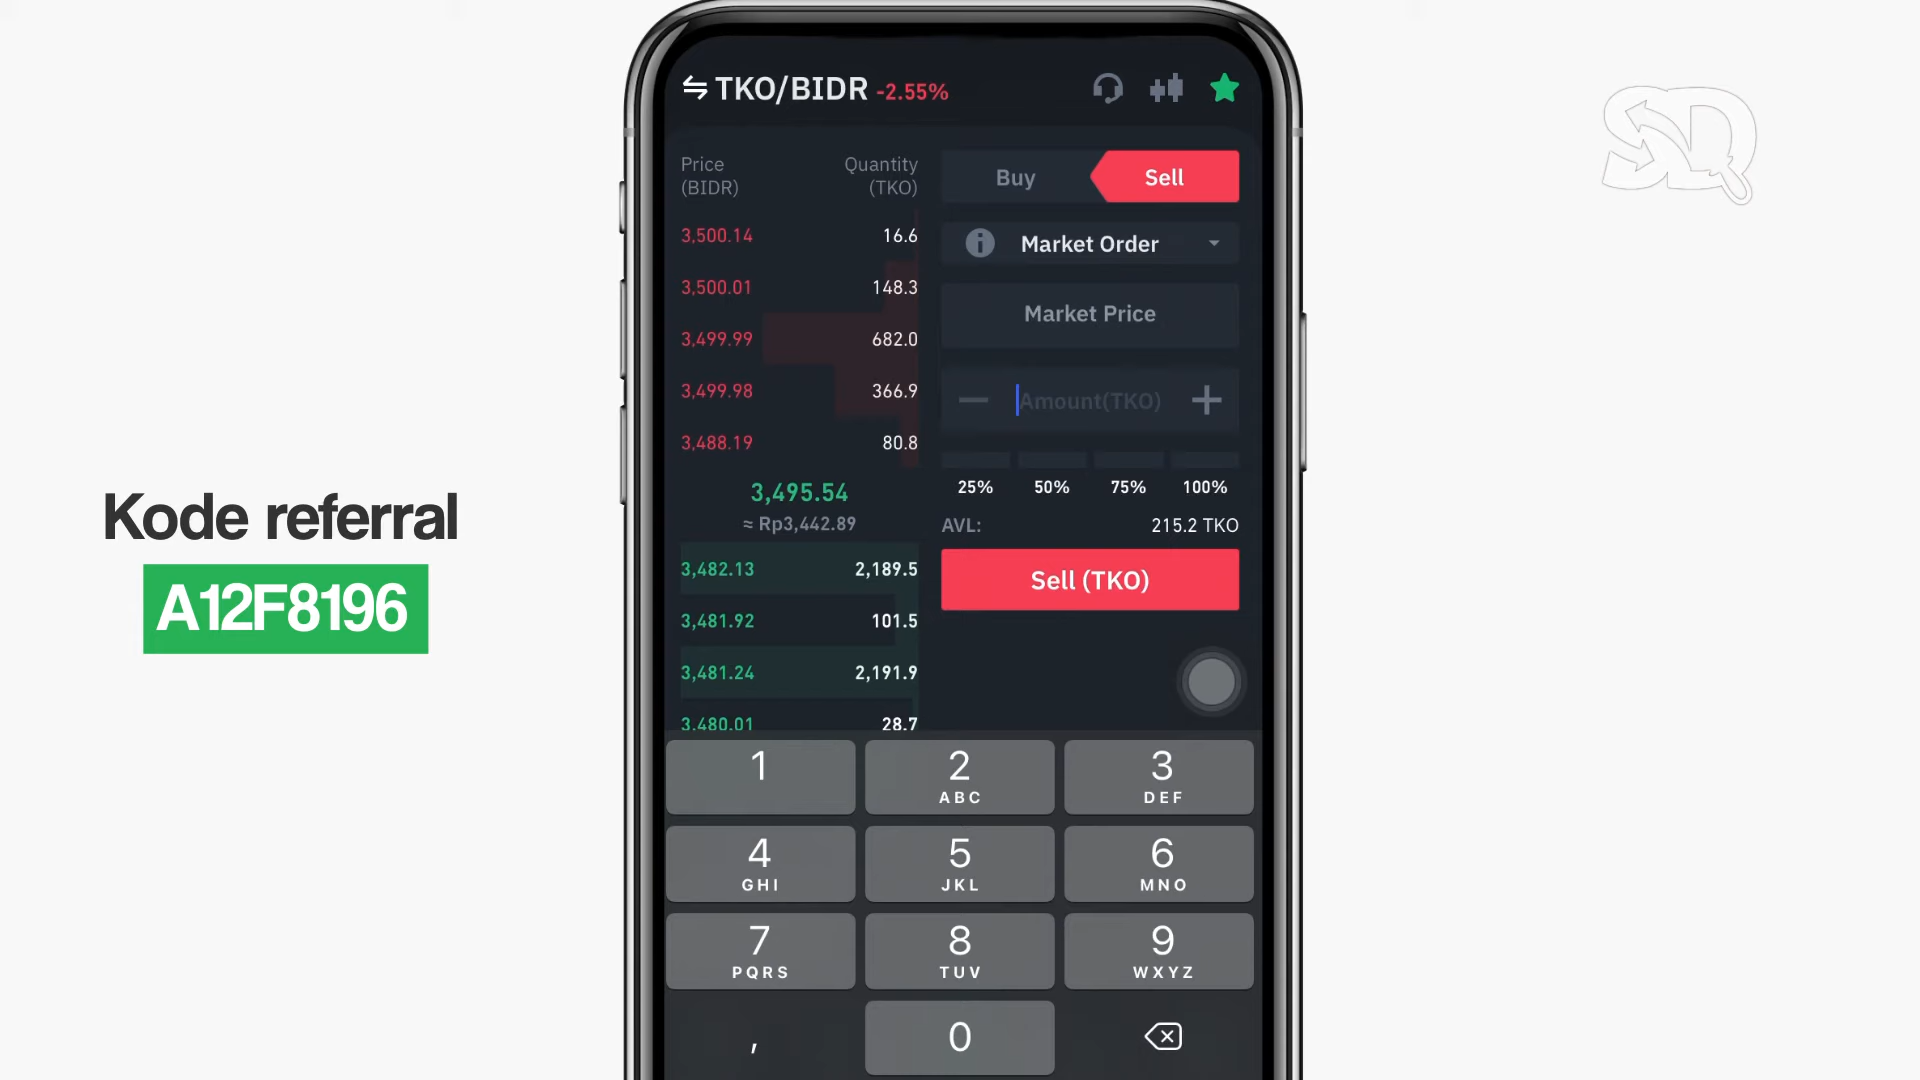 TKO/BIDR -2.55%
Price (BIDR) Quantity (TKO)
3,500.14 16.6
3,500.01 148.3
3,499.99 682.0
3,499.98 366.9
3,488.19 80.8
3,495.54
≈ Rp3,442.89
3,482.13 2,189.5
3,481.92 101.5
3,481.24 2,191.9
3,480.01 28.7
Buy Sell
Market Order
Market Price
Amount(TKO)
25% 50% 75% 100%
AVL: 215.2 TKO
Sell (TKO)
Kode referral
A12F8196
SQ
1 2 3
ABC DEF
4 5 6
GHI JKL MNO
7 8 9
PQRS TUV WXYZ
, 0